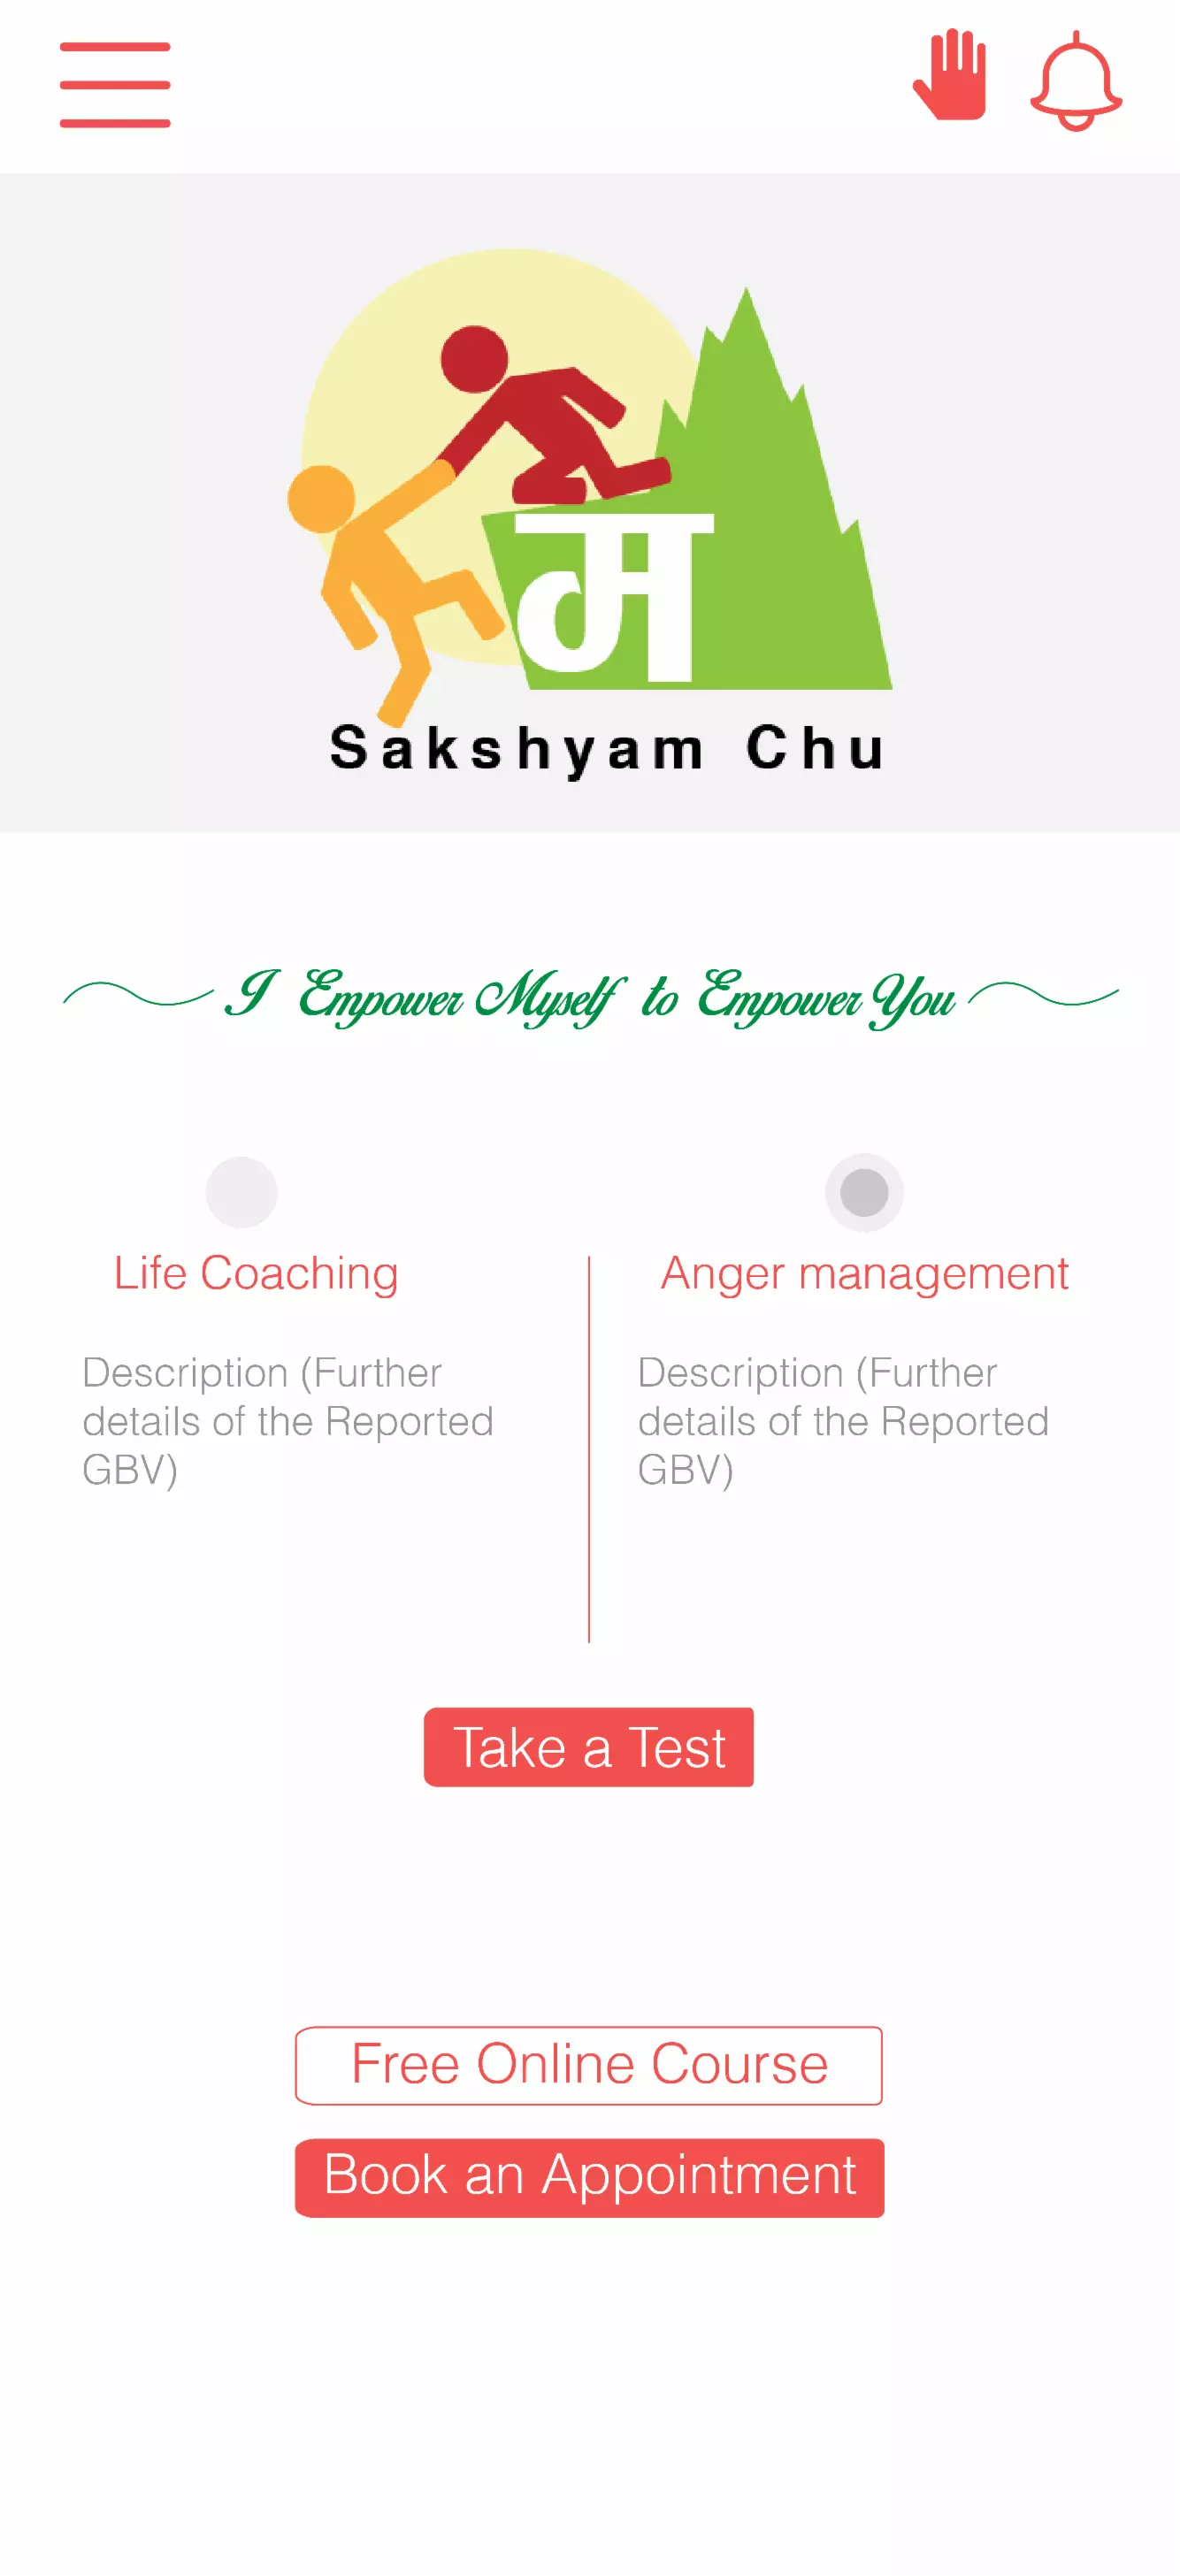 म
Sakshyam Chu
I Empower Myself to Empower You
Life Coaching
Description (Further
details of the Reported
GBV)
Anger management
Description (Further
details of the Reported
GBV)
Take a Test
Free Online Course
Book an Appointment